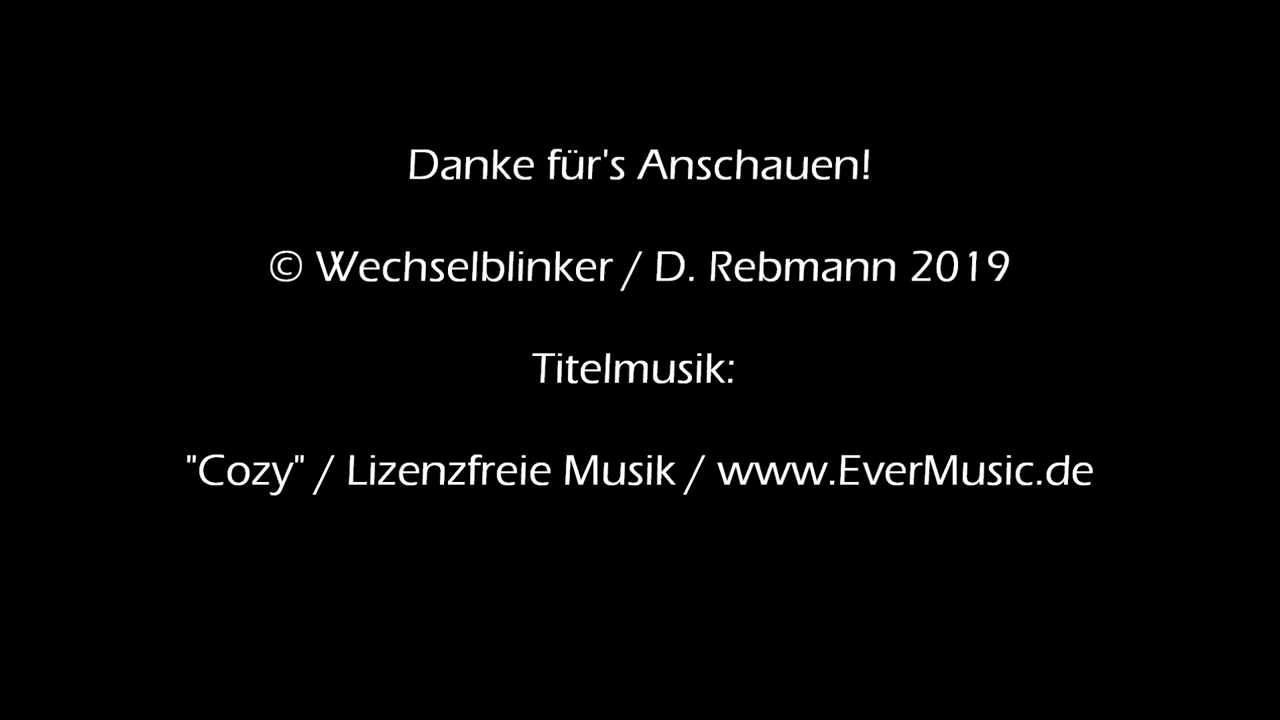 Danke für's Anschauen!
© Wechselblinker / D. Rebmann 2019
Titelmusik:
"Cozy" / Lizenzfreie Musik / www.EverMusic.de